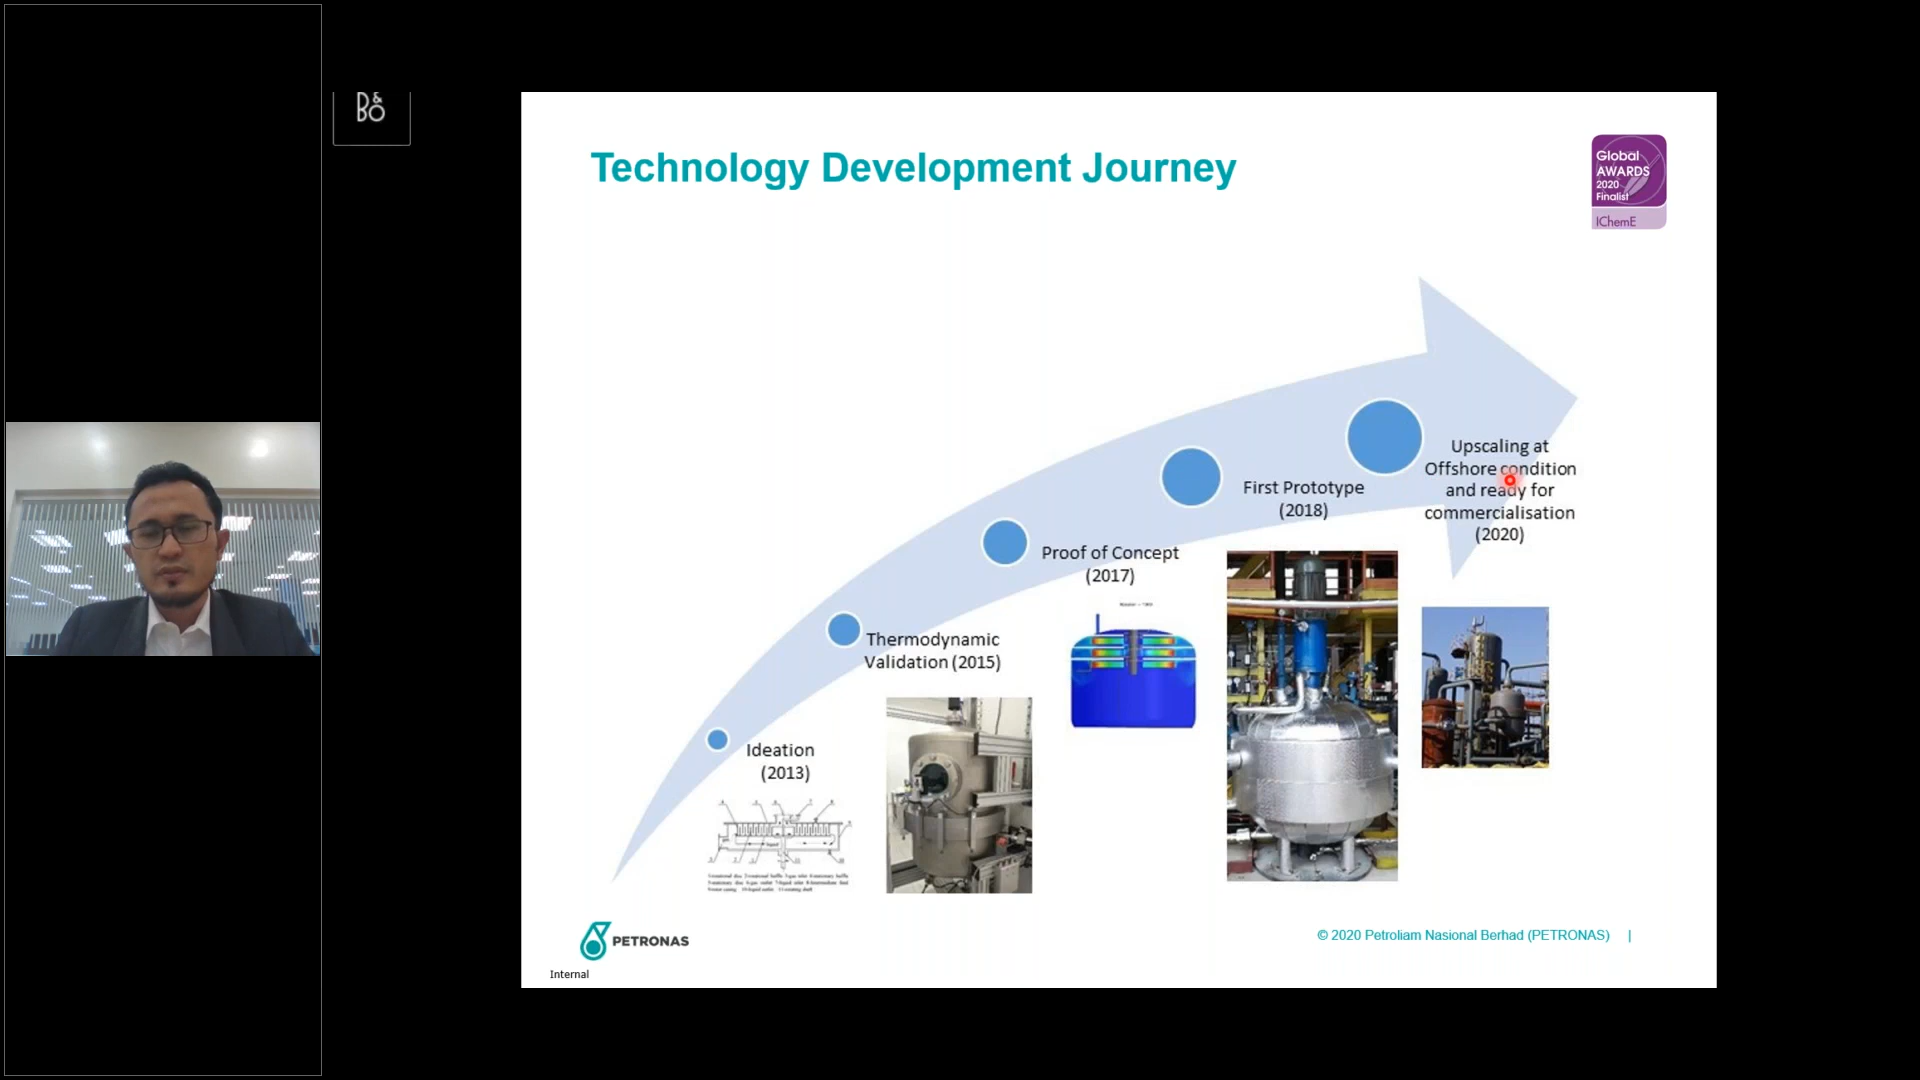 B&O
Technology Development Journey
Global
AWARDS
2020
Finalist
IChemE
Upscaling at
Offshore condition
and ready for
commercialisation
(2020)
First Prototype
(2018)
Proof of Concept
(2017)
Thermodynamic
Validation (2015)
Ideation
(2013)
PETRONAS
© 2020 Petroliam Nasional Berhad (PETRONAS) |
Internal